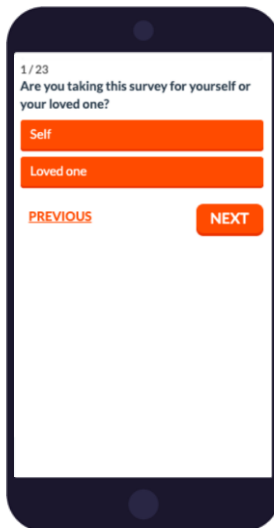 1/23
Are you taking this survey for yourself or
your loved one?
Self
Loved one
PREVIOUS
NEXT